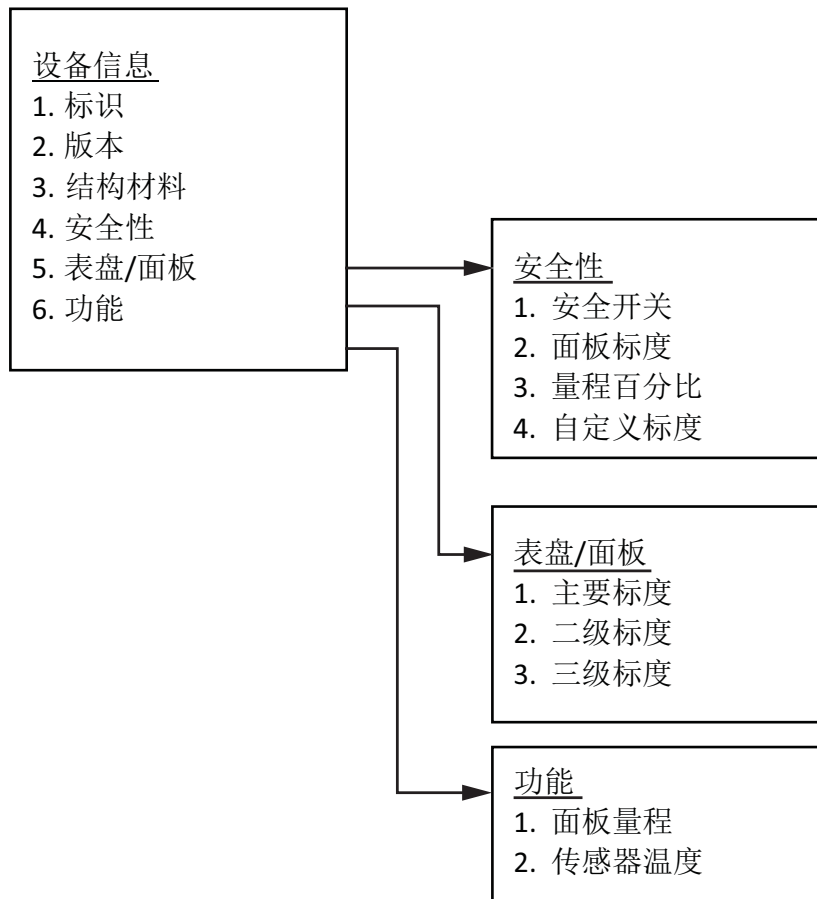 设备信息
1. 标识
2. 版本
3. 结构材料
4. 安全性
5. 表盘/面板
6. 功能
安全性
1. 安全开关
2. 面板标度
3. 量程百分比
4. 自定义标度
表盘/面板
1. 主要标度
2. 二级标度
3. 三级标度
功能
1. 面板量程
2. 传感器温度